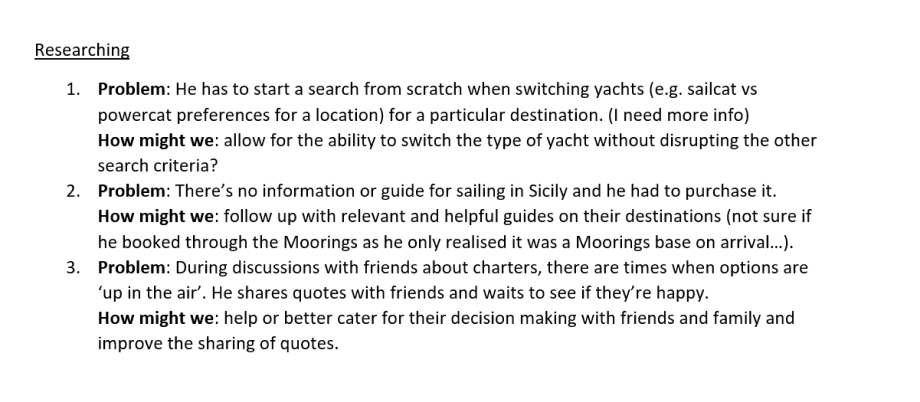 Researching
1. Problem: He has to start a search from scratch when switching yachts (e.g. sailcat vs
powercat preferences for a location) for a particular destination. (I need more info)
How might we: allow for the ability to switch the type of yacht without disrupting the other
search criteria?
2. Problem: There’s no information or guide for sailing in Sicily and he had to purchase it.
How might we: follow up with relevant and helpful guides on their destinations (not sure if
he booked through the Moorings as he only realised it was a Moorings base on arrival…).
3. Problem: During discussions with friends about charters, there are times when options are
‘up in the air’. He shares quotes with friends and waits to see if they’re happy.
How might we: help or better cater for their decision making with friends and family and
improve the sharing of quotes.